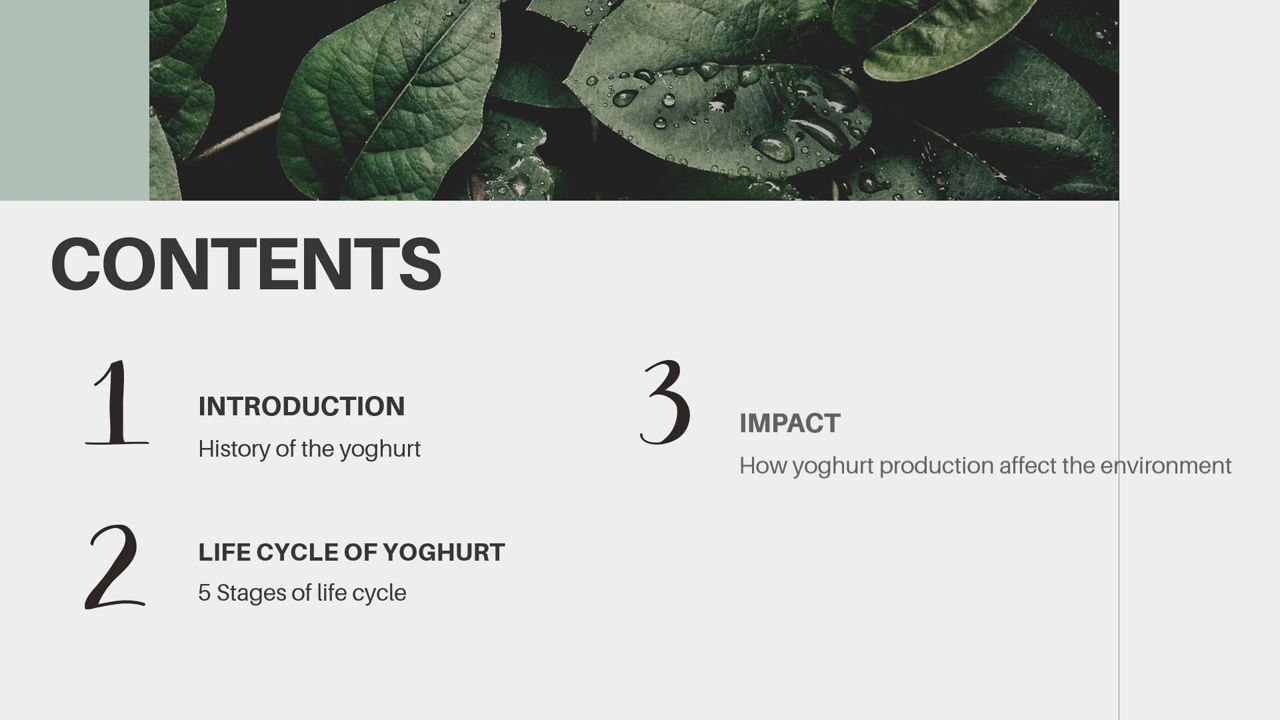 CONTENTS
1
INTRODUCTION
History of the yoghurt
2
LIFE CYCLE OF YOGHURT
5 Stages of life cycle
3
IMPACT
How yoghurt production affect the environment